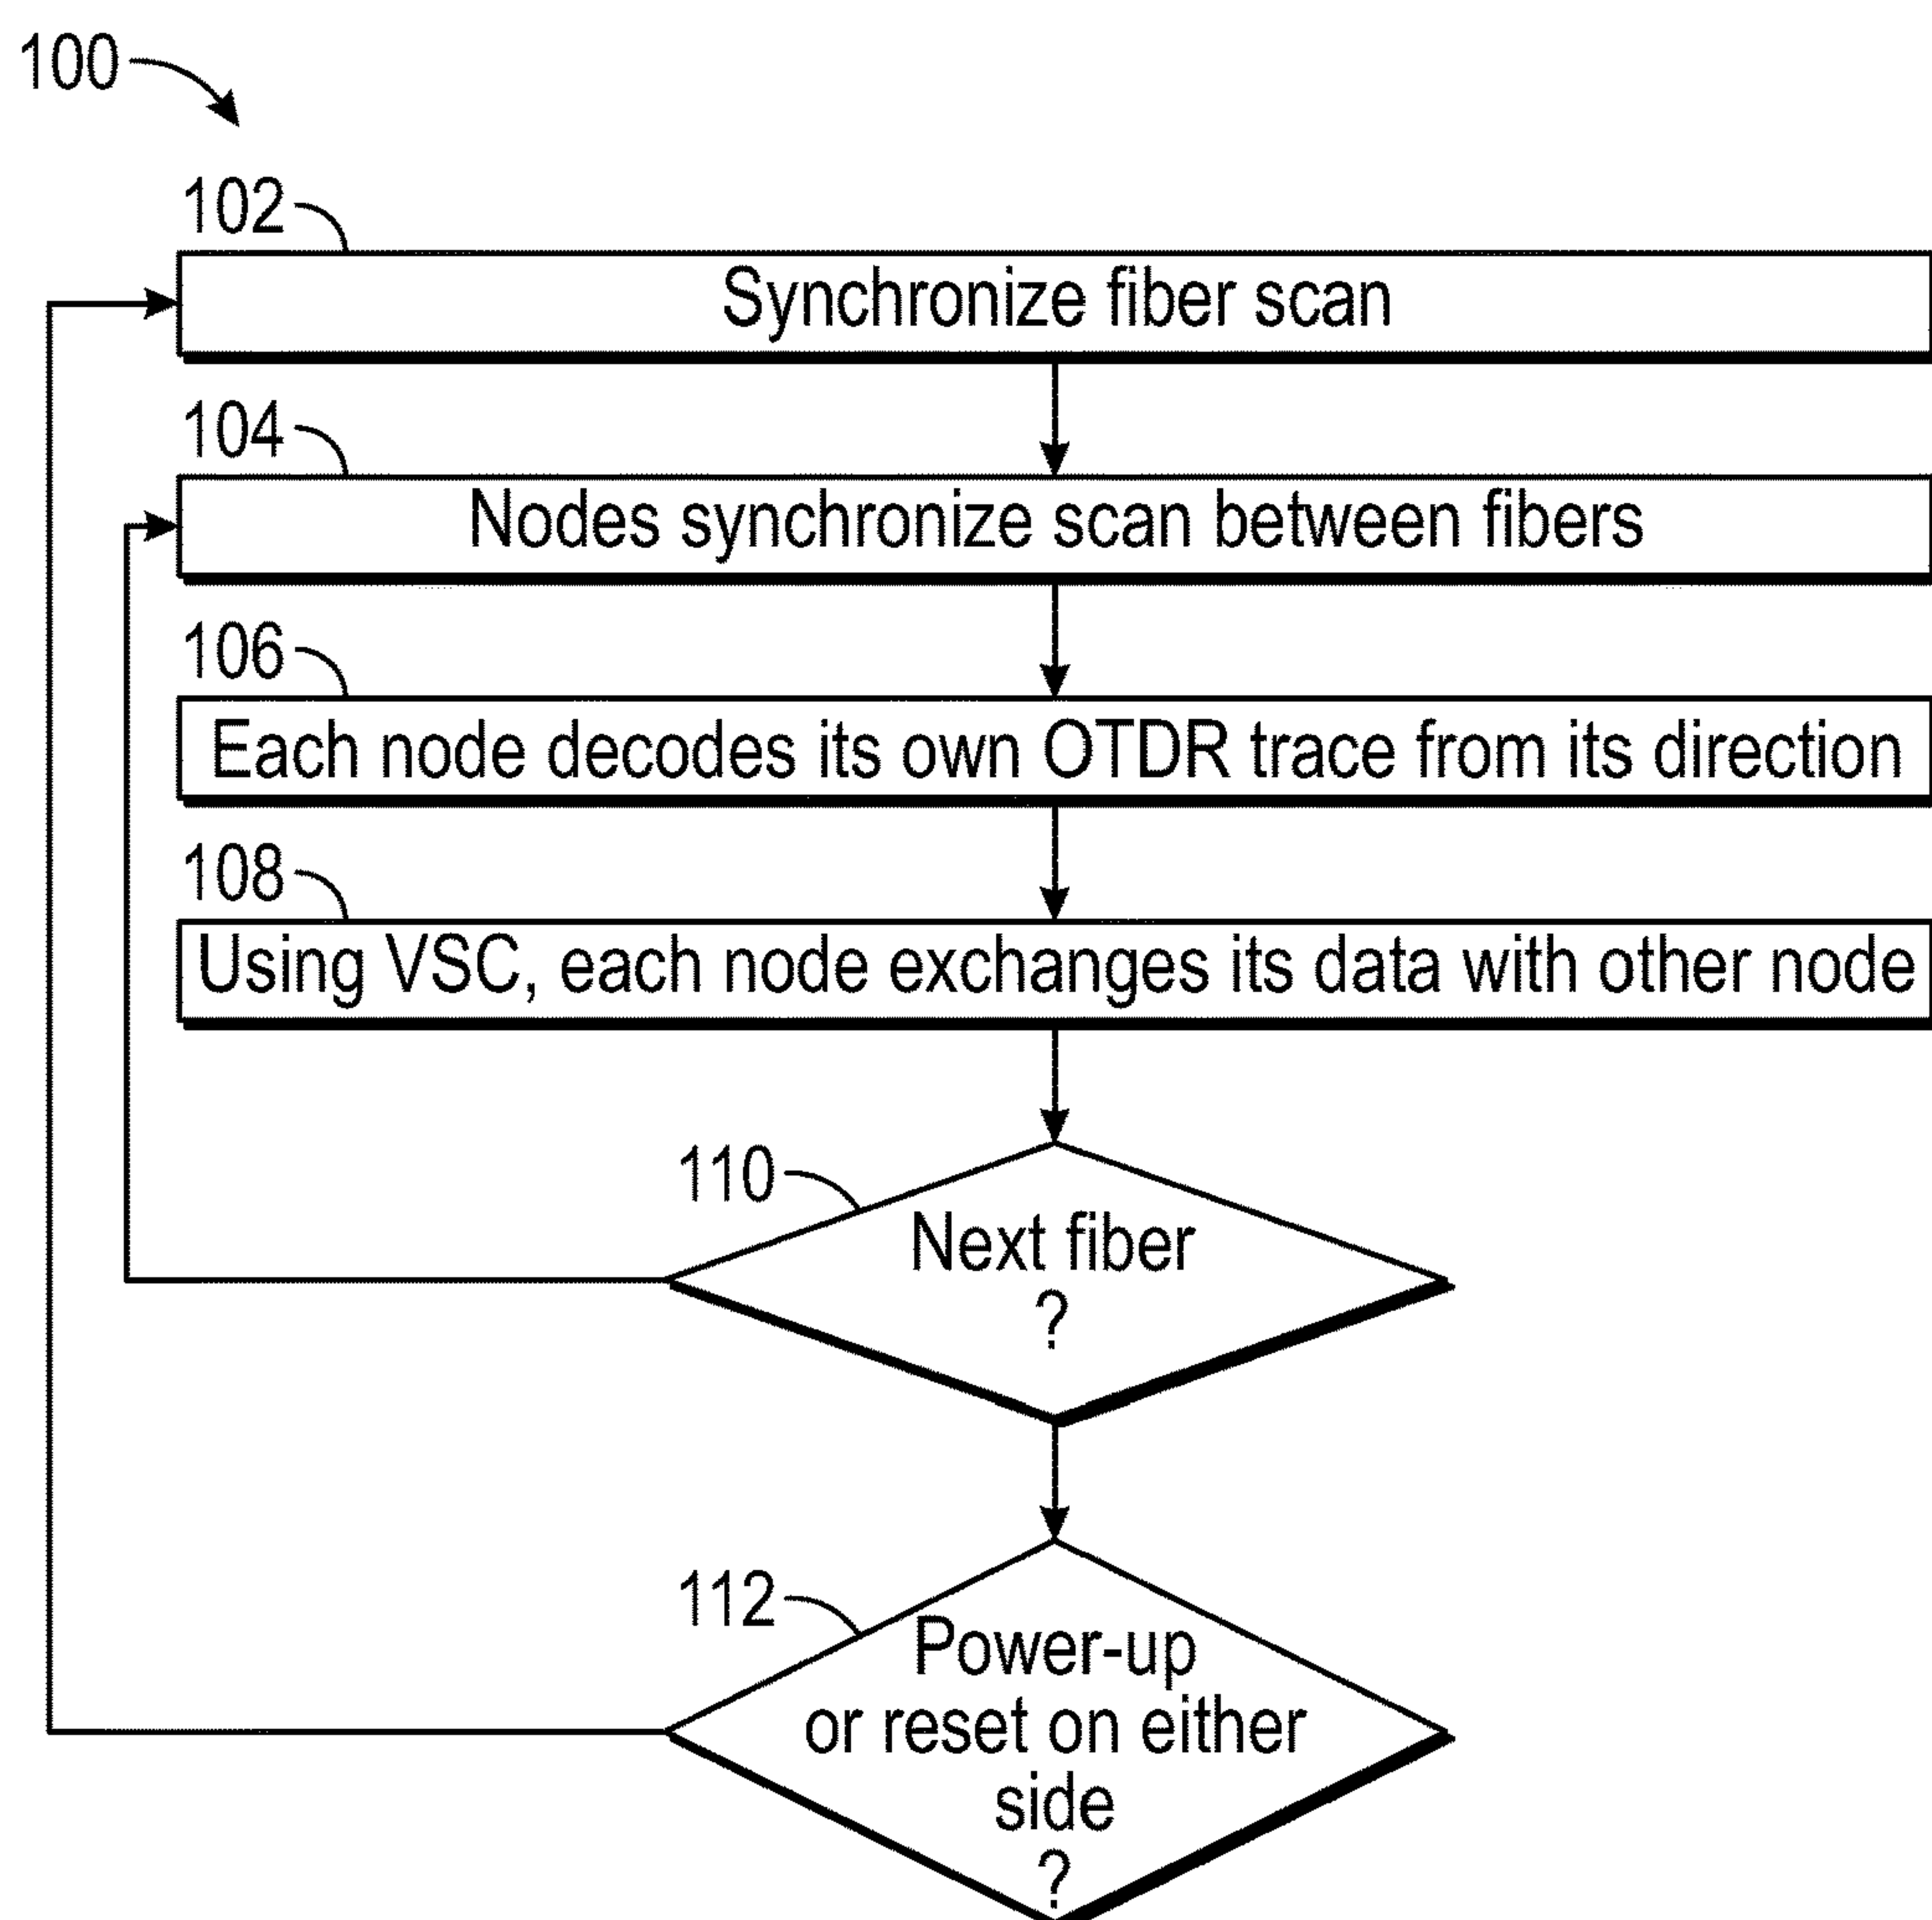 100
102
Synchronize fiber scan
104
Nodes synchronize scan between fibers
106
Each node decodes its own OTDR trace from its direction
108
Using VSC, each node exchanges its data with other node
110
Next fiber
?
112
Power-up
or reset on either
side
?